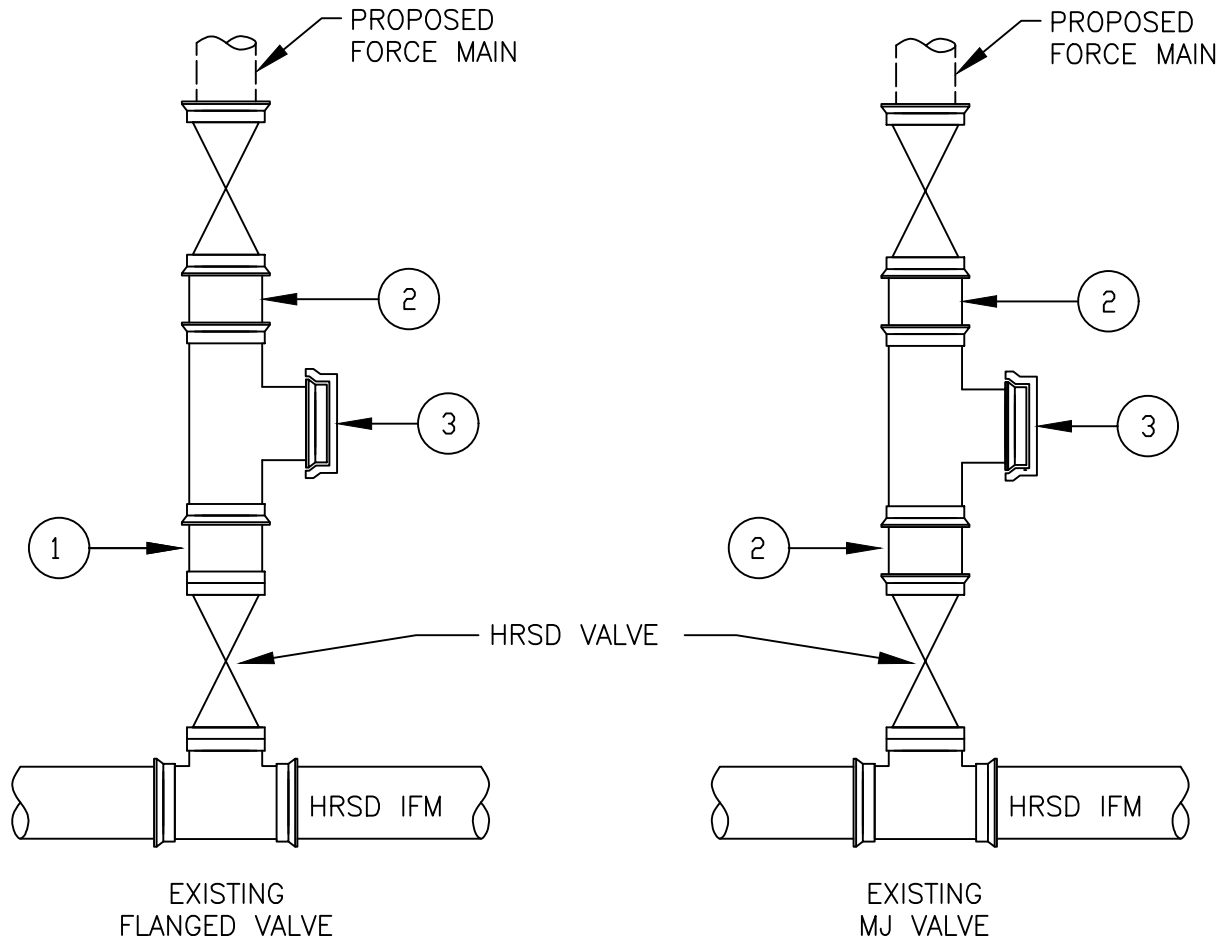 PROPOSED
FORCE MAIN
PROPOSED
FORCE MAIN
2
2
3
3
1
2
HRSD VALVE
HRSD IFM
HRSD IFM
EXISTING
FLANGED VALVE
EXISTING
MJ VALVE